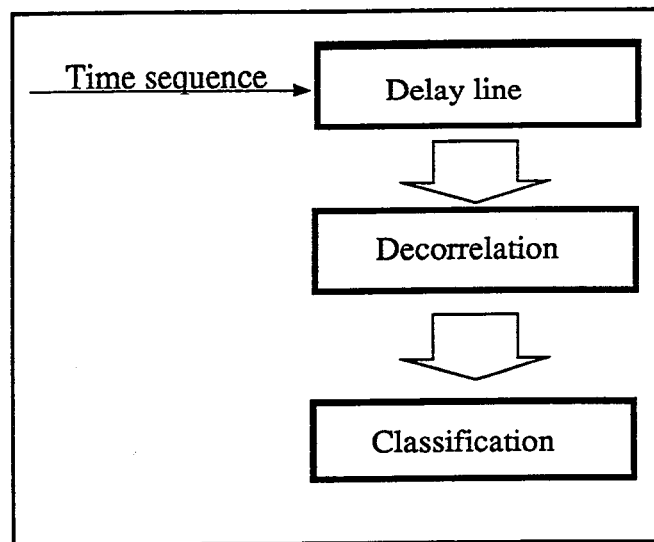 Time sequence
Delay line
Decorrelation
Classification